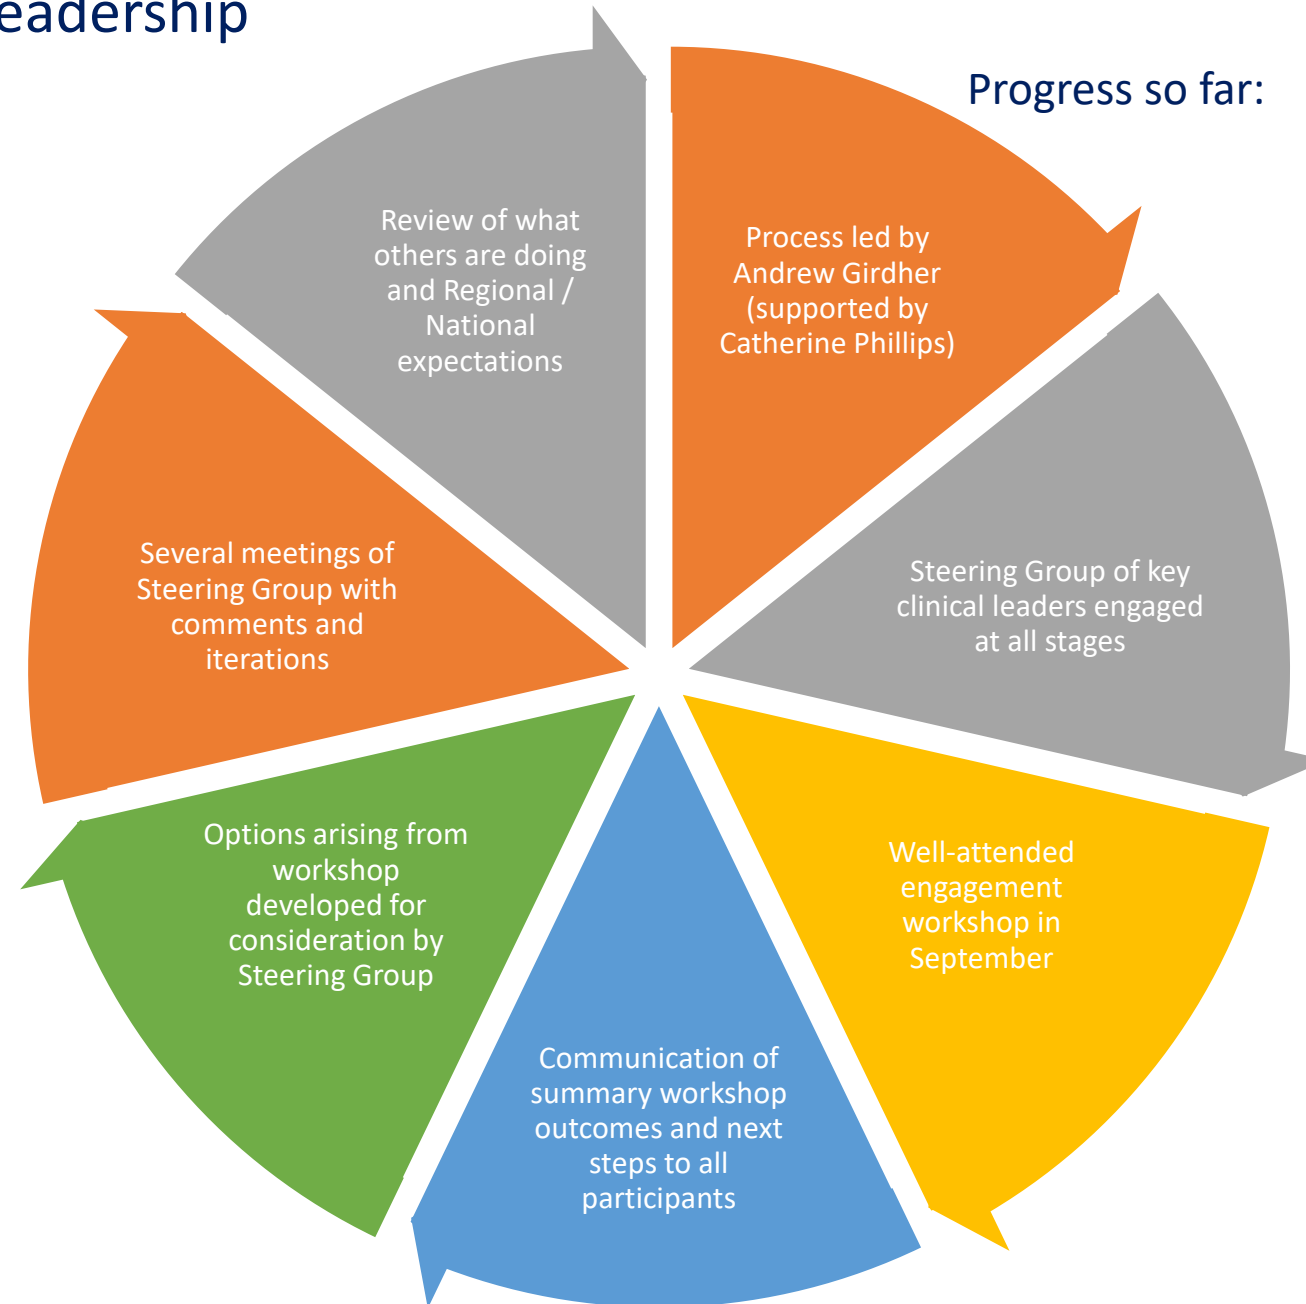 eadership
Progress so far:
Process led by
Andrew Girdher
(supported by
Catherine Phillips)
Steering Group of key
clinical leaders engaged
at all stages
Well-attended
engagement
workshop in
September
Communication of
summary workshop
outcomes and next
steps to all
participants
Options arising from
workshop
developed for
consideration by
Steering Group
Several meetings of
Steering Group with
comments and
iterations
Review of what
others are doing
and Regional /
National
expectations